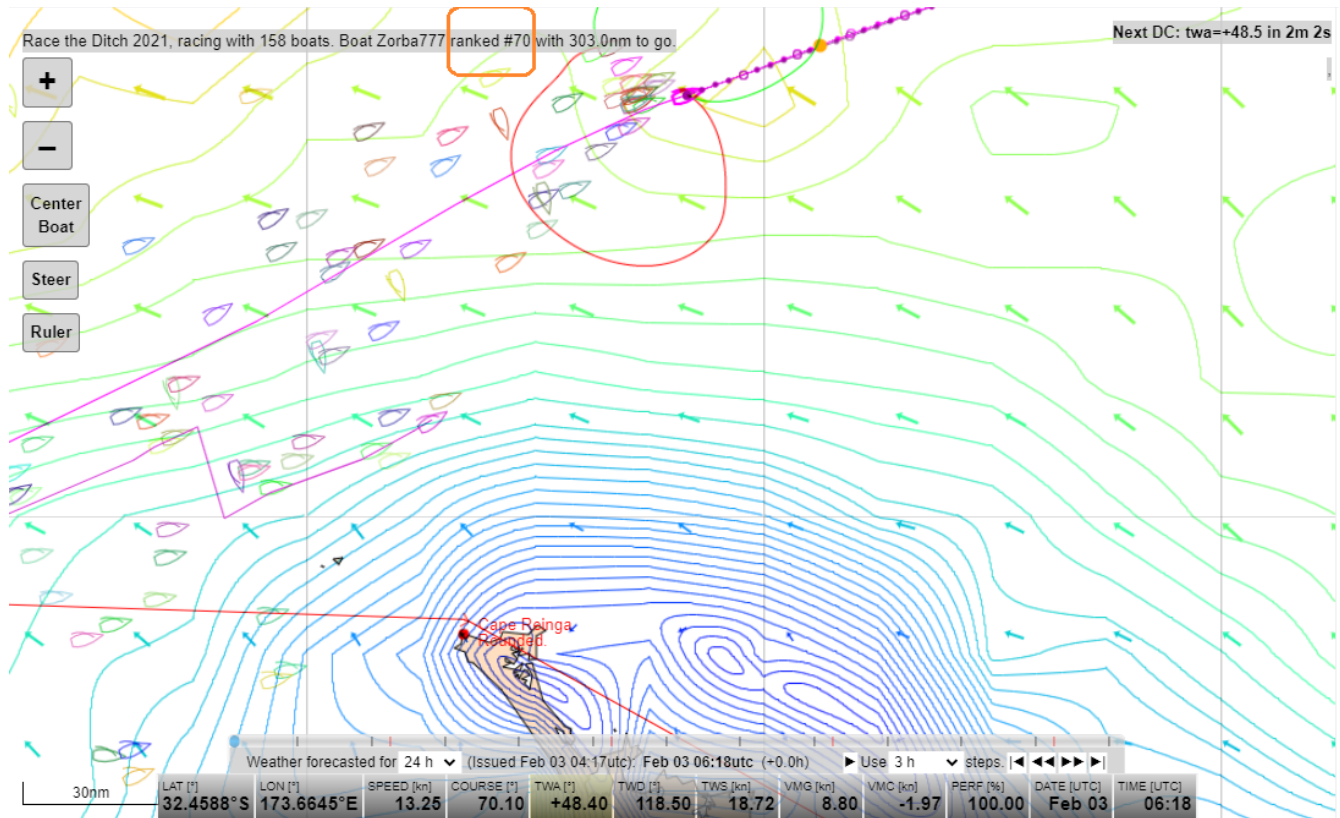 Race the Ditch 2021, racing with 158 boats. Boat Zorba777 ranked #70 with 303.0nm to go.
Next DC: twa=+48.5 in 2m 2s
+
−
Center
Boat
Steer
Ruler
Cape Reinga
Rounded.
Weather forecasted for 24 h (Issued Feb 03 04:17utc): Feb 03 06:18utc (+0.0h) Use 3 h steps.
30nm
LAT [°] LON [°] SPEED [kn] COURSE [°] TWA [°] TWD [°] TWS [kn] VMG [kn] VMC [kn] PERF [%] DATE [UTC] TIME [UTC]
32.4588°S 173.6645°E 13.25 70.10 +48.40 118.50 18.72 8.80 -1.97 100.00 Feb 03 06:18